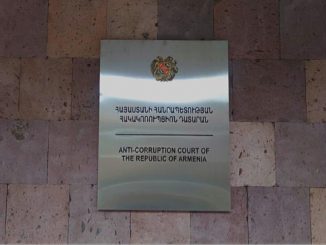 ՀԱՅԱՍՏԱՆԻ ՀԱՆՐԱՊԵՏՈՒԹՅԱՆ
ՀԱԿԱԿՈՌՈՒՊՑԻՈՆ ԴԱՏԱՐԱՆ
ANTI-CORRUPTION COURT OF
THE REPUBLIC OF ARMENIA